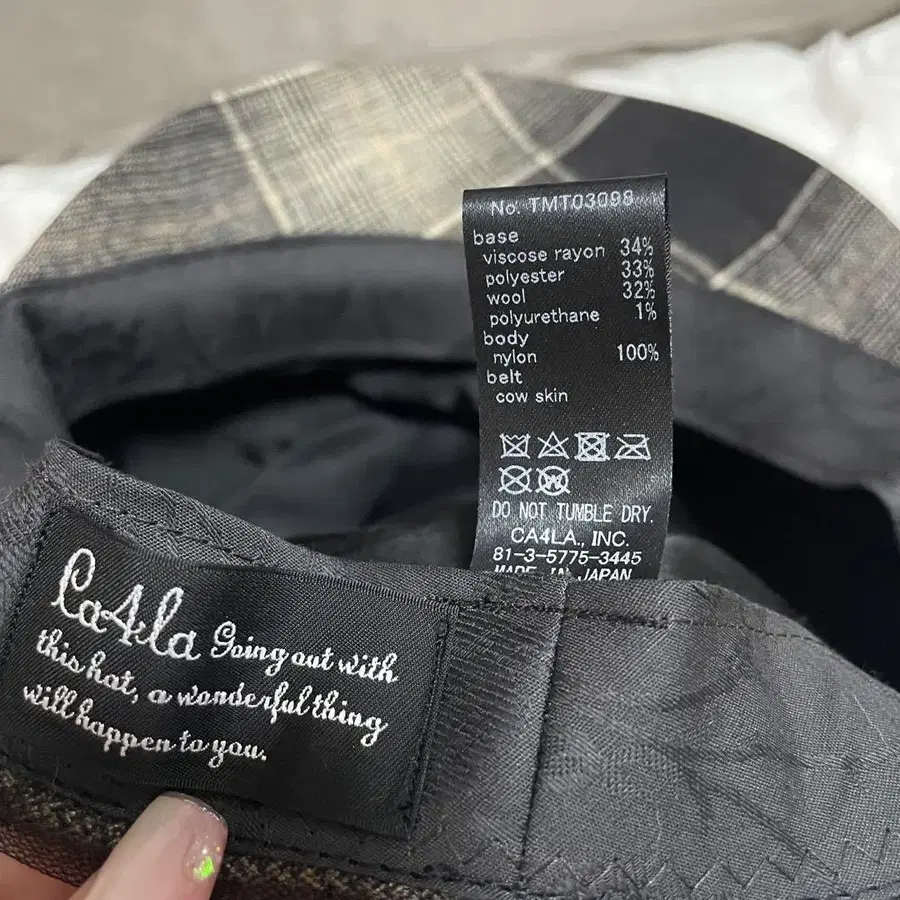 No. TMT03098
base
viscose rayon 34%
polyester 33%
wool 32%
polyurethane 1%
body
nylon 100%
belt
cow skin
DO NOT TUMBLE DRY.
CA4LA., INC.
81-3-5775-3445
MADE IN JAPAN
Ca4la Going out with
this hat, a wonderful thing
will happen to you.